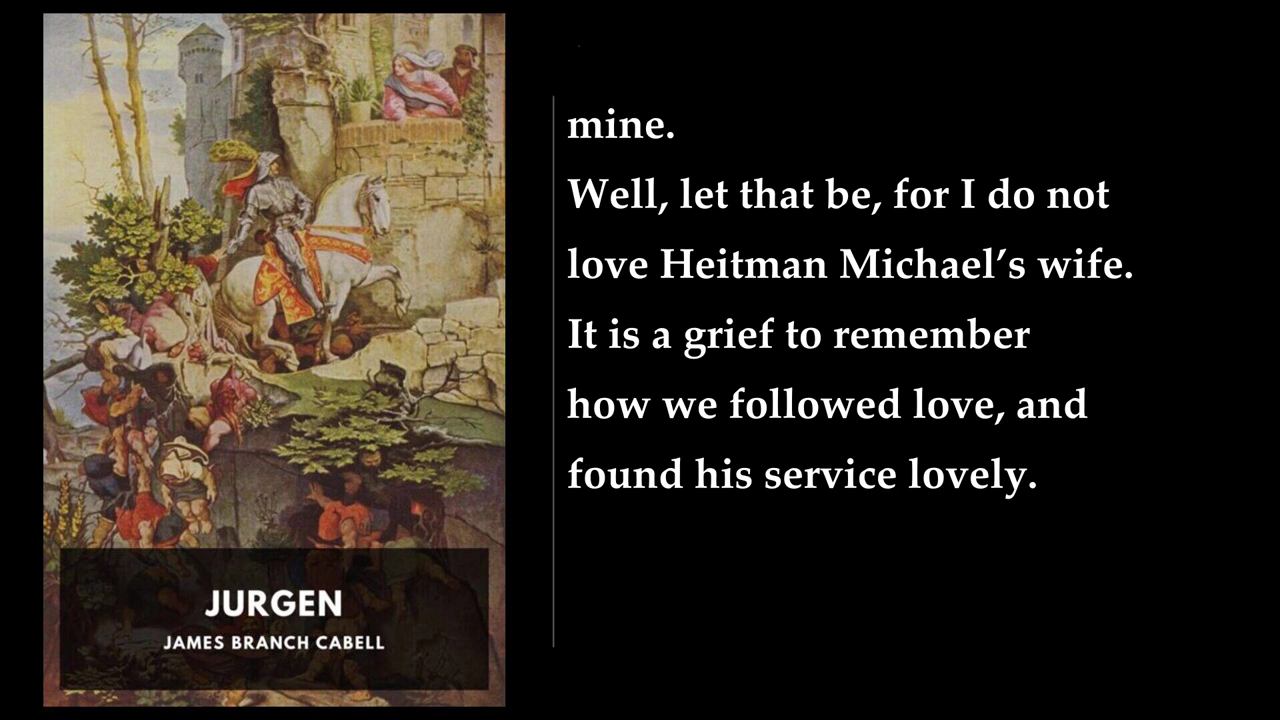 JURGEN
JAMES BRANCH CABELL
mine.
Well, let that be, for I do not
love Heitman Michael’s wife.
It is a grief to remember
how we followed love, and
found his service lovely.